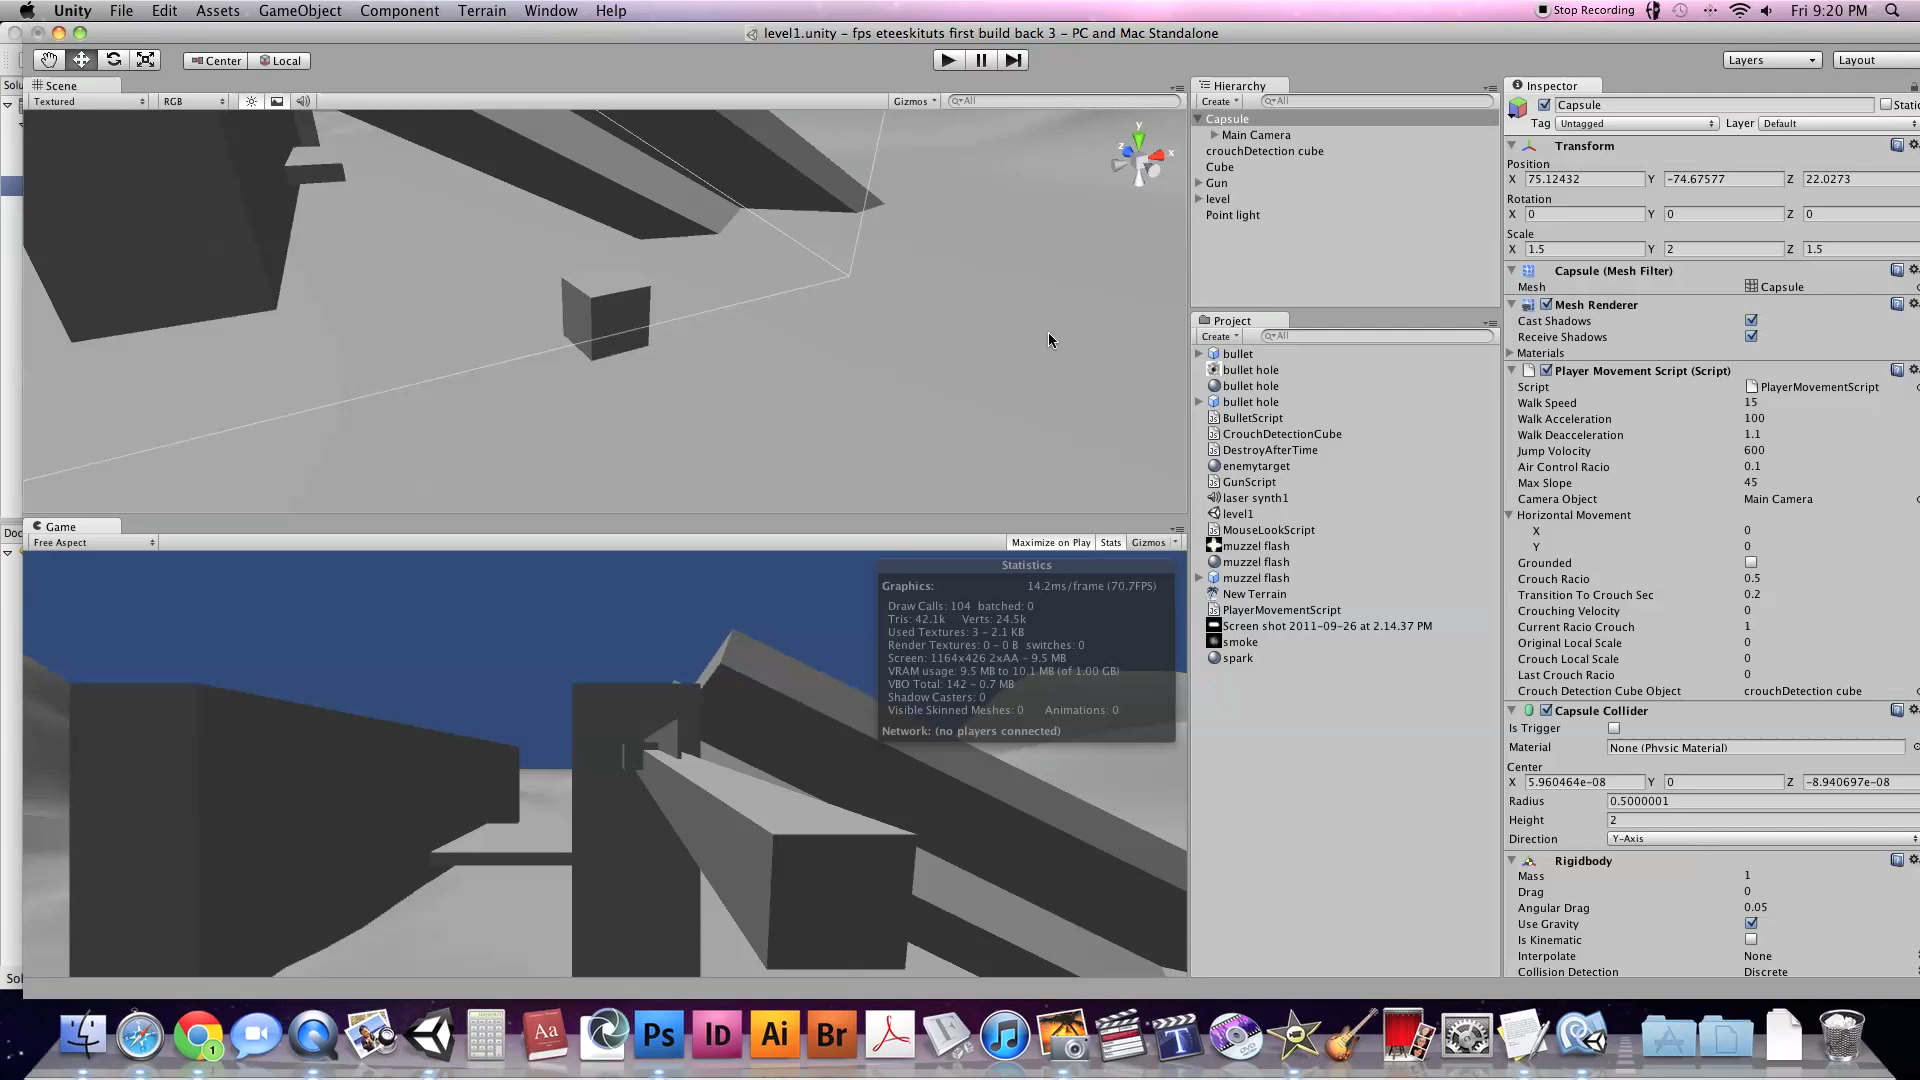 Unity File Edit Assets GameObject Component Terrain Window Help Stop Recording Fri 9:20 PM
level1.unity – fps eteeskituts first build back 3 – PC and Mac Standalone
Center Local Layers Layout
Solu
Scene
Textured RGB Gizmos All
Game
Free Aspect Maximize on Play Stats Gizmos
Statistics
Graphics: 14.2ms/frame (70.7FPS)
Draw Calls: 104 batched: 0
Tris: 42.1k Verts: 24.5k
Used Textures: 3 – 2.1 KB
Render Textures: 0 – 0 B switches: 0
Screen: 1164x426 2xAA – 9.5 MB
VRAM usage: 9.5 MB to 10.1 MB (of 1.00 GB)
VBO Total: 142 – 0.7 MB
Shadow Casters: 0
Visible Skinned Meshes: 0 Animations: 0
Network: (no players connected)
Doc
Sol
y
x
z
Hierarchy
Create All
Capsule
Main Camera
crouchDetection cube
Cube
Gun
level
Point light
Project
Create All
bullet
bullet hole
bullet hole
bullet hole
BulletScript
CrouchDetectionCube
DestroyAfterTime
enemytarget
GunScript
laser synth1
level1
MouseLookScript
muzzel flash
muzzel flash
muzzel flash
New Terrain
PlayerMovementScript
Screen shot 2011-09-26 at 2.14.37 PM
smoke
spark
Inspector
Capsule Static
Tag Untagged Layer Default
Transform
Position
X 75.12432 Y -74.67577 Z 22.0273
Rotation
X 0 Y 0 Z 0
Scale
X 1.5 Y 2 Z 1.5
Capsule (Mesh Filter)
Mesh Capsule
Mesh Renderer
Cast Shadows
Receive Shadows
Materials
Player Movement Script (Script)
Script PlayerMovementScript
Walk Speed 15
Walk Acceleration 100
Walk Deacceleration 1.1
Jump Volocity 600
Air Control Racio 0.1
Max Slope 45
Camera Object Main Camera
Horizontal Movement
X 0
Y 0
Grounded
Crouch Racio 0.5
Transition To Crouch Sec 0.2
Crouching Velocity 0
Current Racio Crouch 1
Original Local Scale 0
Crouch Local Scale 0
Last Crouch Racio 0
Crouch Detection Cube Object crouchDetection cube
Capsule Collider
Is Trigger
Material None (Physic Material)
Center
X 5.960464e-08 Y 0 Z -8.940697e-08
Radius 0.5000001
Height 2
Direction Y-Axis
Rigidbody
Mass 1
Drag 0
Angular Drag 0.05
Use Gravity
Is Kinematic
Interpolate None
Collision Detection Discrete
1 Aa Ps Id Ai Br F T